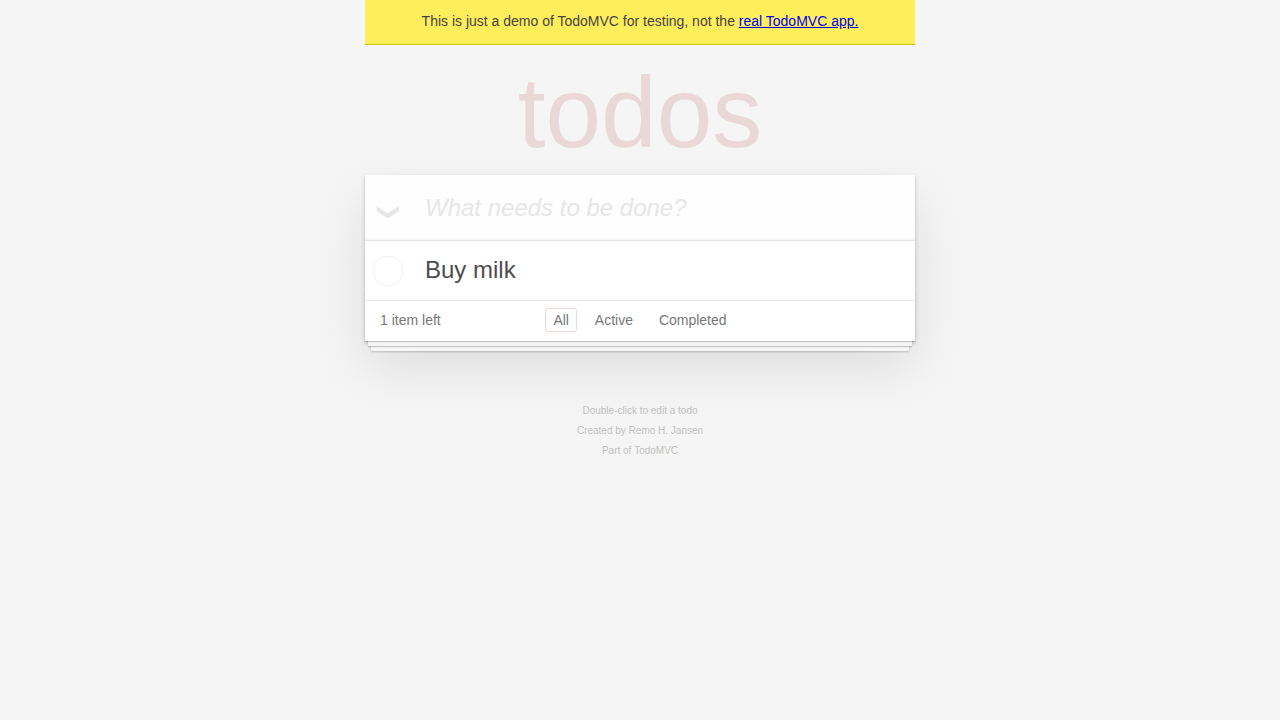 This is just a demo of TodoMVC for testing, not the real TodoMVC app.
todos
What needs to be done?
Buy milk
1 item left All Active Completed
Double-click to edit a todo
Created by Remo H. Jansen
Part of TodoMVC